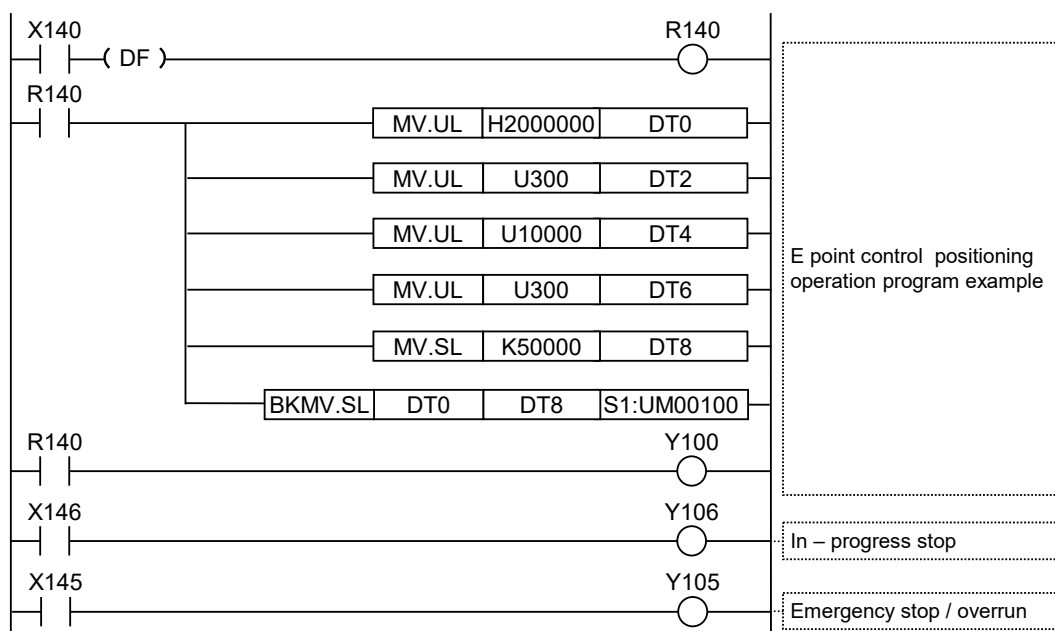 X140 R140
( DF )
R140
MV.UL H2000000 DT0
MV.UL U300 DT2
MV.UL U10000 DT4
MV.UL U300 DT6
MV.SL K50000 DT8
BKMV.SL DT0 DT8 S1:UM00100
E point control positioning
operation program example
R140 Y100
X146 Y106
In – progress stop
X145 Y105
Emergency stop / overrun